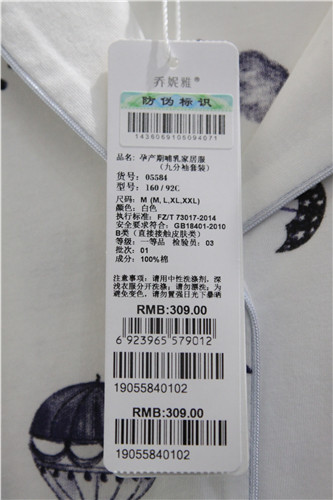 乔妮雅®
防伪标识
1436069105094071
品名: 孕产期哺乳家居服
(九分袖套装)
货号: 05584
型号: 160/92C
尺码: M (M, L,XL,XXL)
颜色: 白色
执行标准: FZ/T 73017-2014
安全要求符合: GB18401-2010
B类 (直接接触皮肤类)
等级: 一等品 检验员: 03
批次: 01
成分: 100%棉
注意事项: 请用中性洗涤剂, 深
浅衣服分开洗涤; 请勿漂洗; 为
避免变色, 请勿置强日光下暴晒
RMB:309.00
6 923965 579012
19055840102
RMB:309.00
19055840102